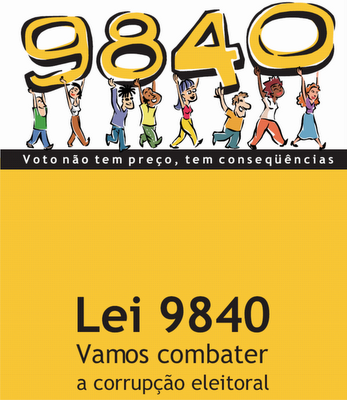 9840
Voto não tem preço, tem conseqüências
Lei 9840
Vamos combater
a corrupção eleitoral